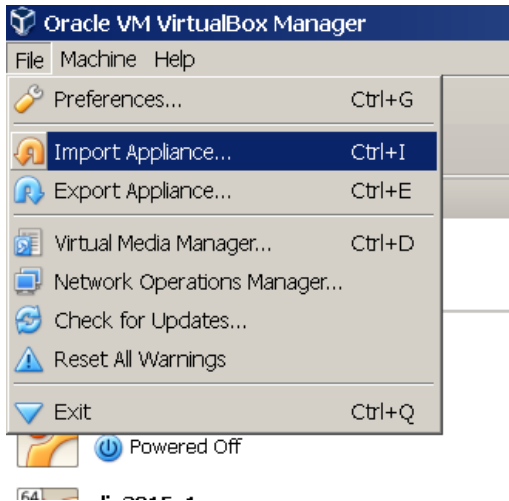 Oracle VM VirtualBox Manager
File Machine Help
Preferences... Ctrl+G
Import Appliance... Ctrl+I
Export Appliance... Ctrl+E
Virtual Media Manager... Ctrl+D
Network Operations Manager...
Check for Updates...
Reset All Warnings
Exit Ctrl+Q
Powered Off
64